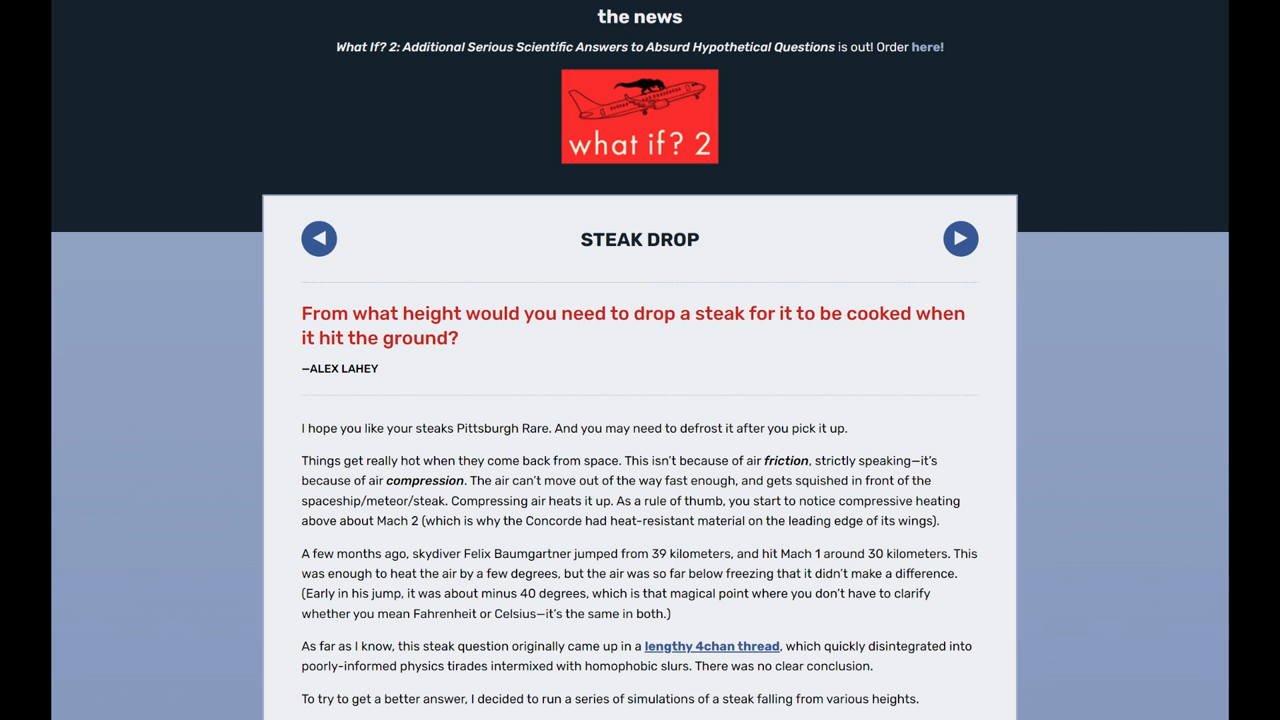 the news
What If? 2: Additional Serious Scientific Answers to Absurd Hypothetical Questions is out! Order here!
what if? 2
STEAK DROP
From what height would you need to drop a steak for it to be cooked when
it hit the ground?
—ALEX LAHEY
I hope you like your steaks Pittsburgh Rare. And you may need to defrost it after you pick it up.
Things get really hot when they come back from space. This isn't because of air friction, strictly speaking—it's
because of air compression. The air can't move out of the way fast enough, and gets squished in front of the
spaceship/meteor/steak. Compressing air heats it up. As a rule of thumb, you start to notice compressive heating
above about Mach 2 (which is why the Concorde had heat-resistant material on the leading edge of its wings).
A few months ago, skydiver Felix Baumgartner jumped from 39 kilometers, and hit Mach 1 around 30 kilometers. This
was enough to heat the air by a few degrees, but the air was so far below freezing that it didn't make a difference.
(Early in his jump, it was about minus 40 degrees, which is that magical point where you don't have to clarify
whether you mean Fahrenheit or Celsius—it's the same in both.)
As far as I know, this steak question originally came up in a lengthy 4chan thread, which quickly disintegrated into
poorly-informed physics tirades intermixed with homophobic slurs. There was no clear conclusion.
To try to get a better answer, I decided to run a series of simulations of a steak falling from various heights.